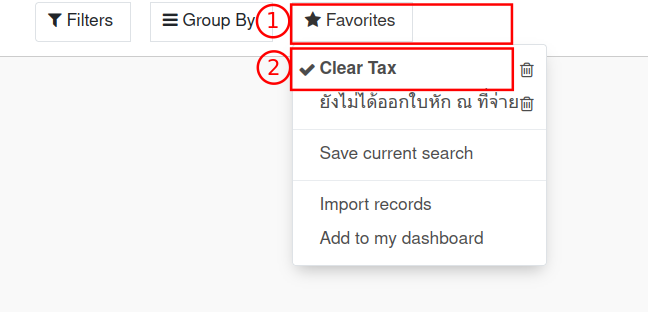 Filters
Group By
1
Favorites
2
Clear Tax
ยังไม่ได้ออกใบหัก ณ ที่จ่าย
Save current search
Import records
Add to my dashboard